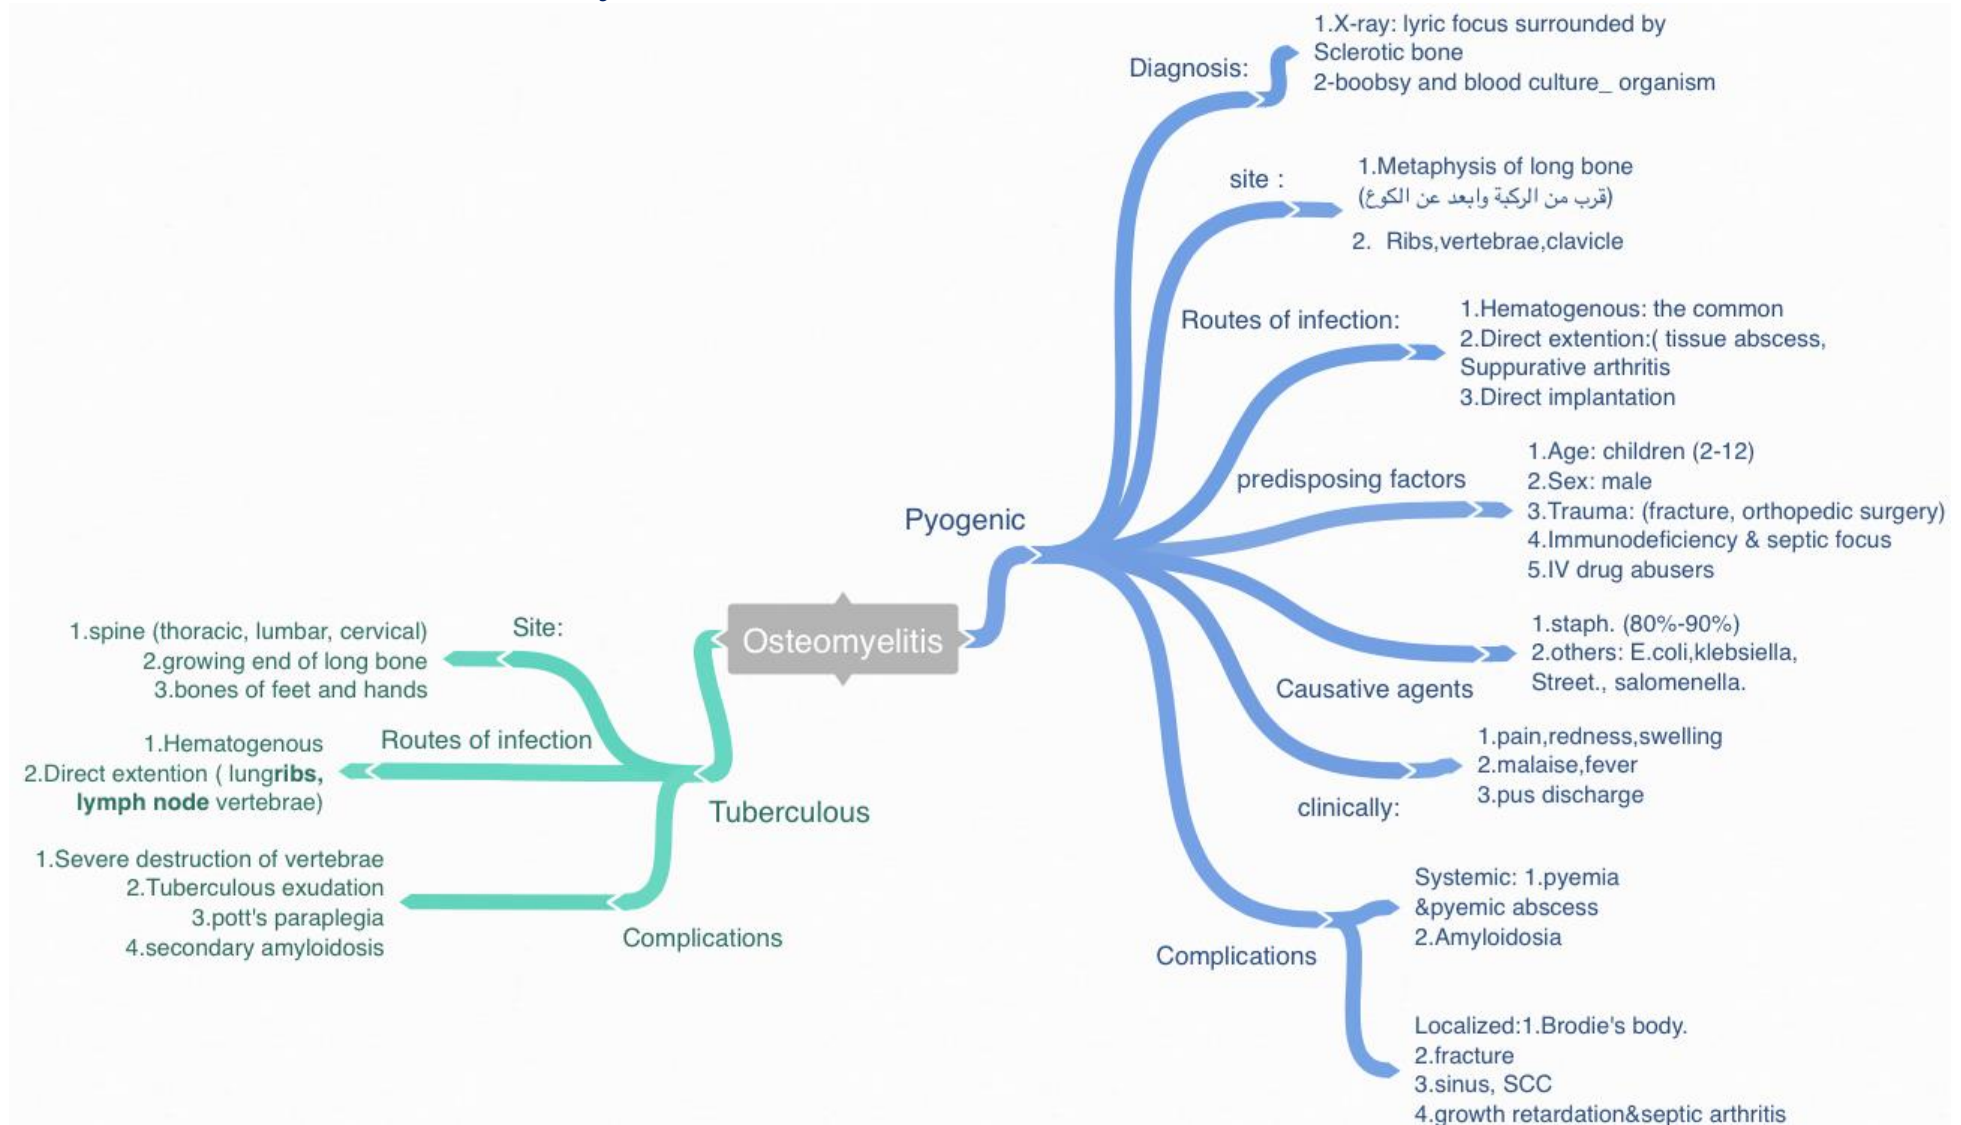 Osteomyelitis
Pyogenic
Diagnosis:
1.X-ray: lyric focus surrounded by
Sclerotic bone
2-boobsy and blood culture_ organism
site :
1.Metaphysis of long bone
(قرب من الركبة وابعد عن الكوع)
2. Ribs,vertebrae,clavicle
Routes of infection:
1.Hematogenous: the common
2.Direct extention:( tissue abscess,
Suppurative arthritis
3.Direct implantation
predisposing factors
1.Age: children (2-12)
2.Sex: male
3.Trauma: (fracture, orthopedic surgery)
4.Immunodeficiency & septic focus
5.IV drug abusers
Causative agents
1.staph. (80%-90%)
2.others: E.coli,klebsiella,
Street., salomenella.
clinically:
1.pain,redness,swelling
2.malaise,fever
3.pus discharge
Complications
Systemic: 1.pyemia
&pyemic abscess
2.Amyloidosia
Localized:1.Brodie's body.
2.fracture
3.sinus, SCC
4.growth retardation&septic arthritis
Tuberculous
Site:
1.spine (thoracic, lumbar, cervical)
2.growing end of long bone
3.bones of feet and hands
Routes of infection
1.Hematogenous
2.Direct extention ( lungribs,
lymph node vertebrae)
Complications
1.Severe destruction of vertebrae
2.Tuberculous exudation
3.pott's paraplegia
4.secondary amyloidosis